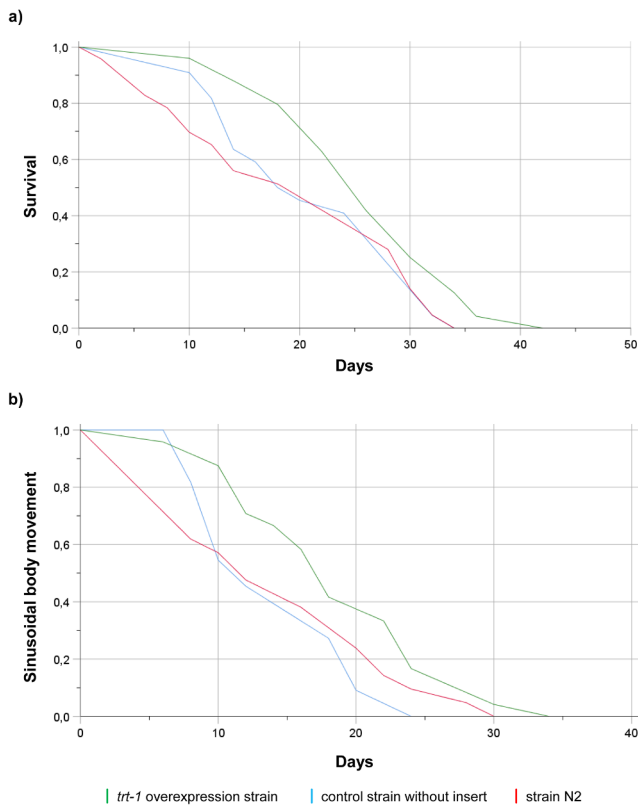 a)
1,0
0,8
0,6
0,4
0,2
0,0
Survival
0 10 20 30 40 50
Days
b)
1,0
0,8
0,6
0,4
0,2
0,0
Sinusoidal body movement
0 10 20 30 40
Days
trt-1 overexpression strain
control strain without insert
strain N2